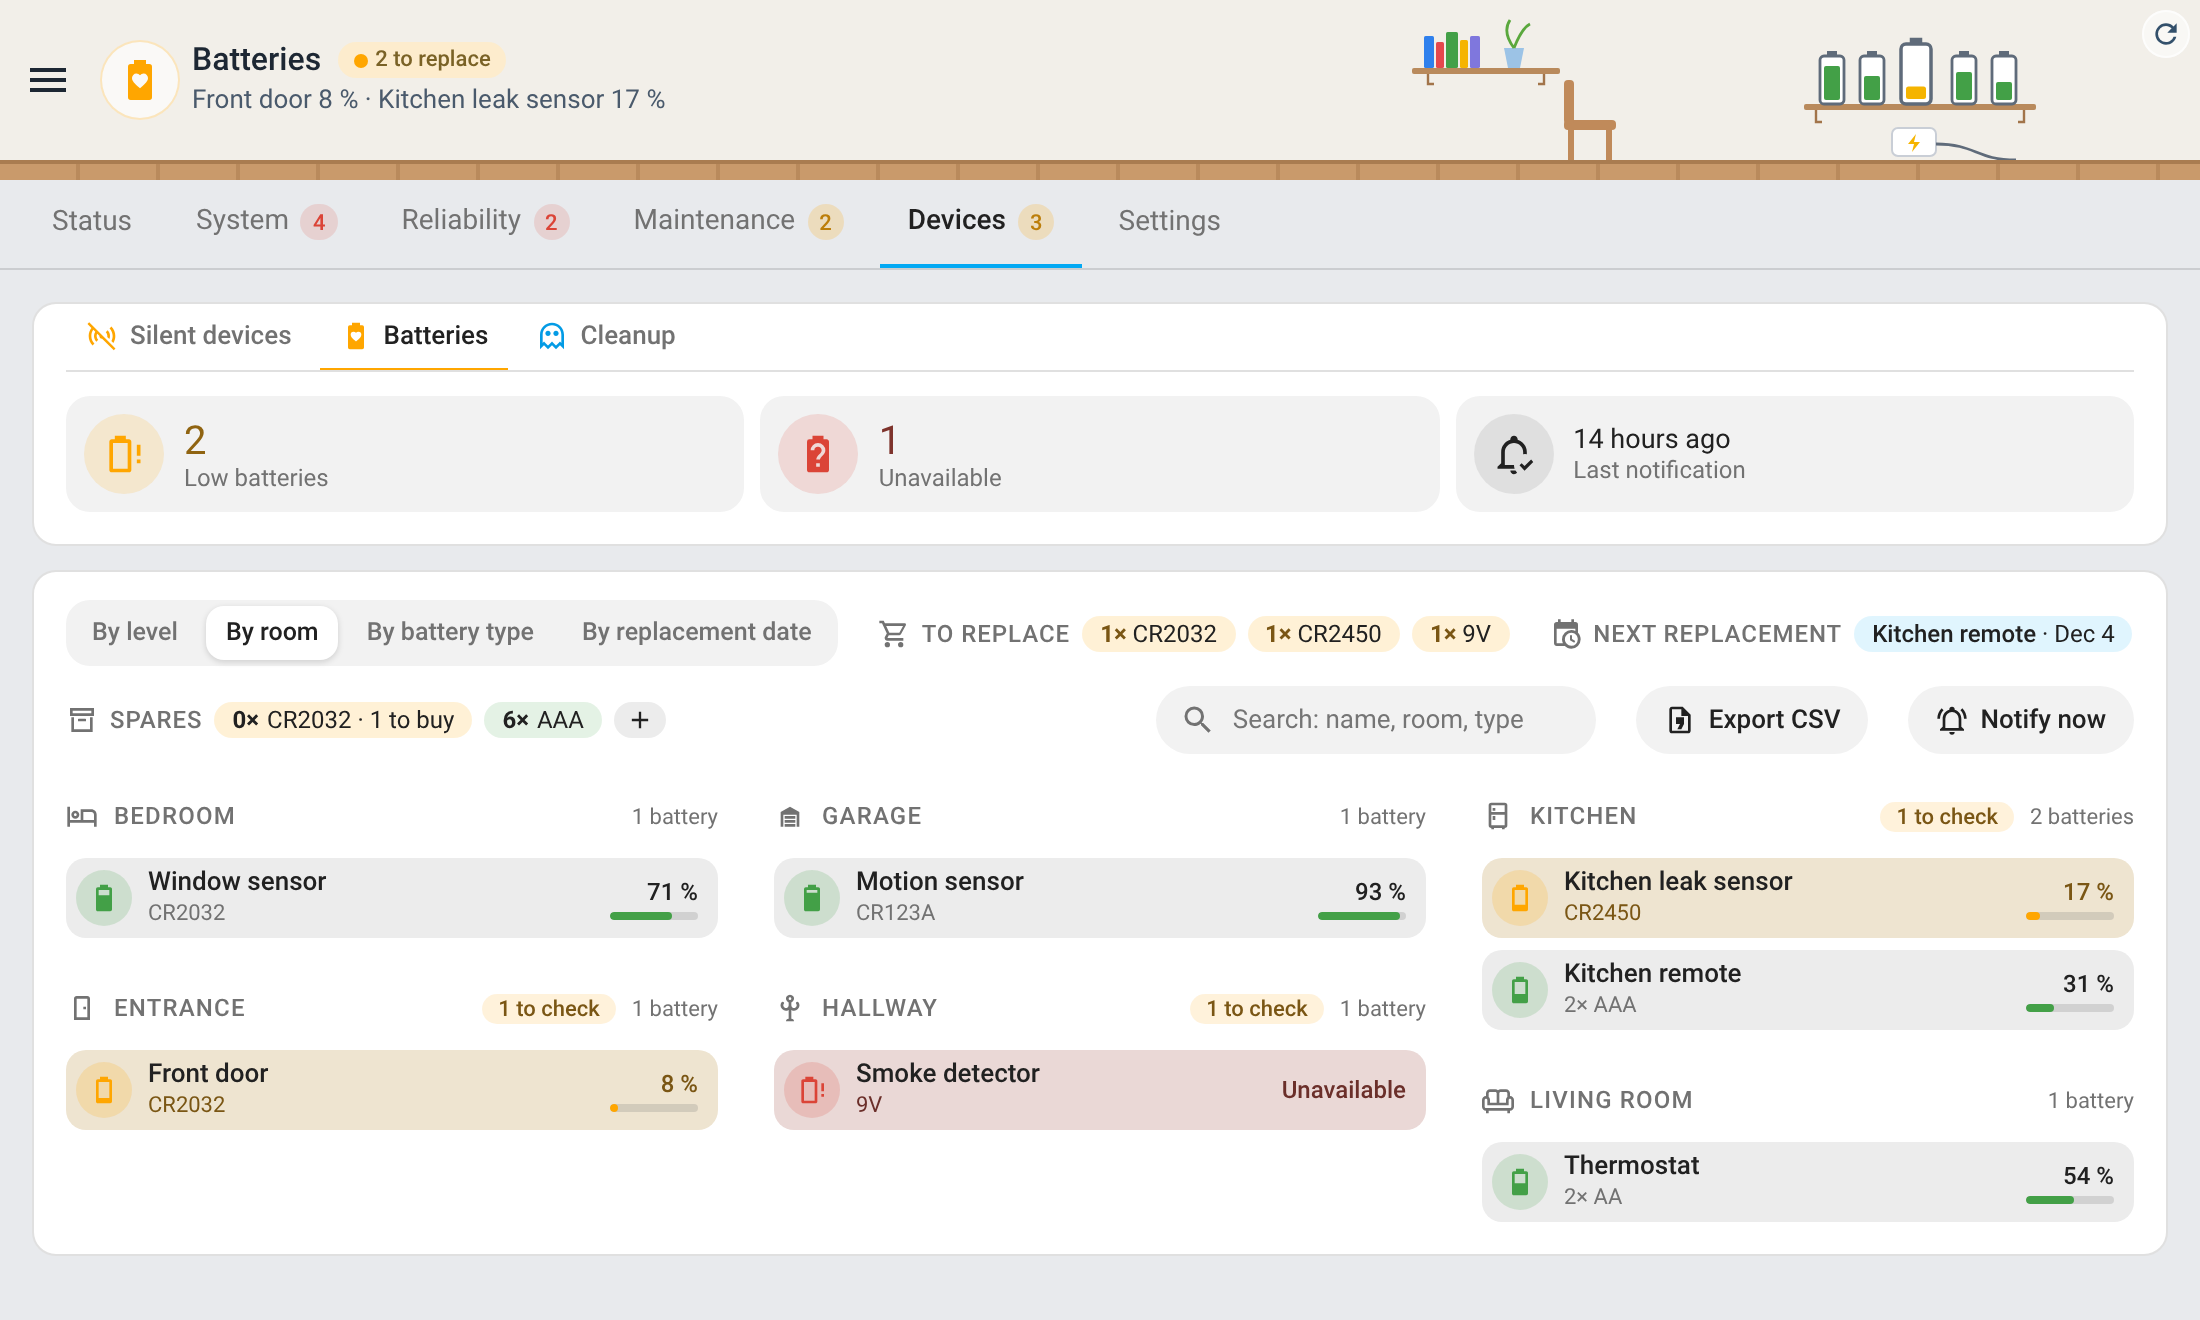 Batteries
2 to replace
Front door 8 % · Kitchen leak sensor 17 %
Status
System 4
Reliability 2
Maintenance 2
Devices 3
Settings
Silent devices
Batteries
Cleanup
2
Low batteries
1
Unavailable
14 hours ago
Last notification
By level
By room
By battery type
By replacement date
TO REPLACE 1× CR2032 1× CR2450 1× 9V
NEXT REPLACEMENT Kitchen remote · Dec 4
SPARES 0× CR2032 · 1 to buy 6× AAA +
Search: name, room, type
Export CSV
Notify now
BEDROOM 1 battery
Window sensor
CR2032
71 %
ENTRANCE 1 to check 1 battery
Front door
CR2032
8 %
GARAGE 1 battery
Motion sensor
CR123A
93 %
HALLWAY 1 to check 1 battery
Smoke detector
9V
Unavailable
KITCHEN 1 to check 2 batteries
Kitchen leak sensor
CR2450
17 %
Kitchen remote
2× AAA
31 %
LIVING ROOM 1 battery
Thermostat
2× AA
54 %